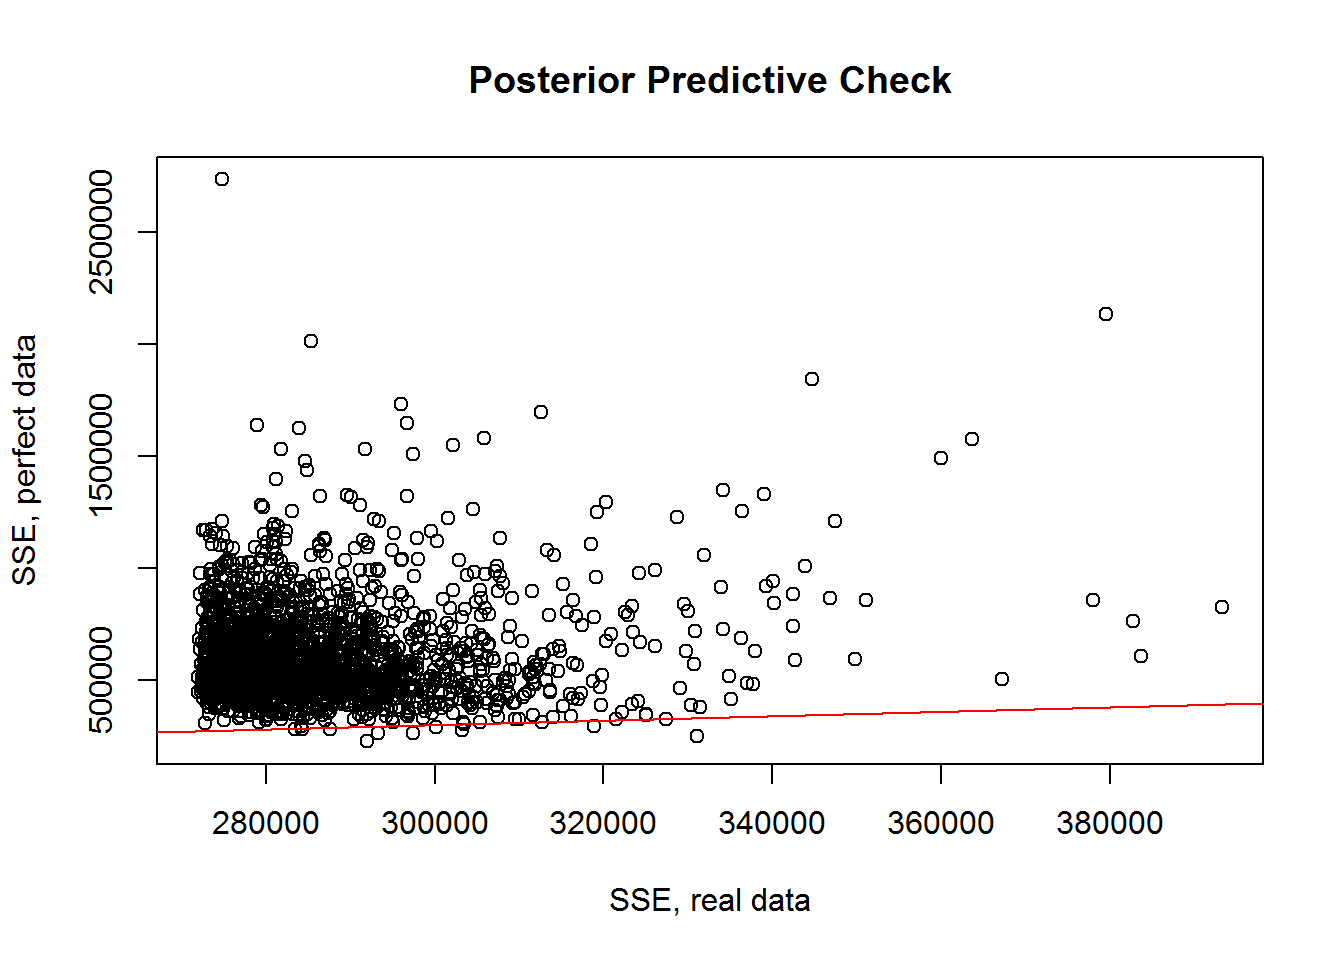 Posterior Predictive Check
SSE, perfect data
2500000
1500000
500000
280000 300000 320000 340000 360000 380000
SSE, real data